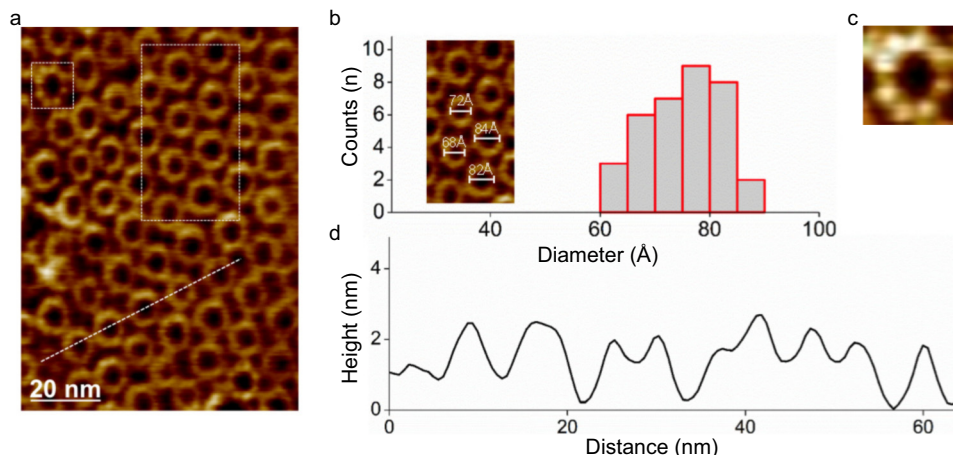 a
20 nm
b
Counts (n)
10
8
6
4
2
0
72Å
84Å
68Å
82Å
40
60
80
100
Diameter (Å)
c
d
Height (nm)
4
2
0
0
20
40
60
Distance (nm)